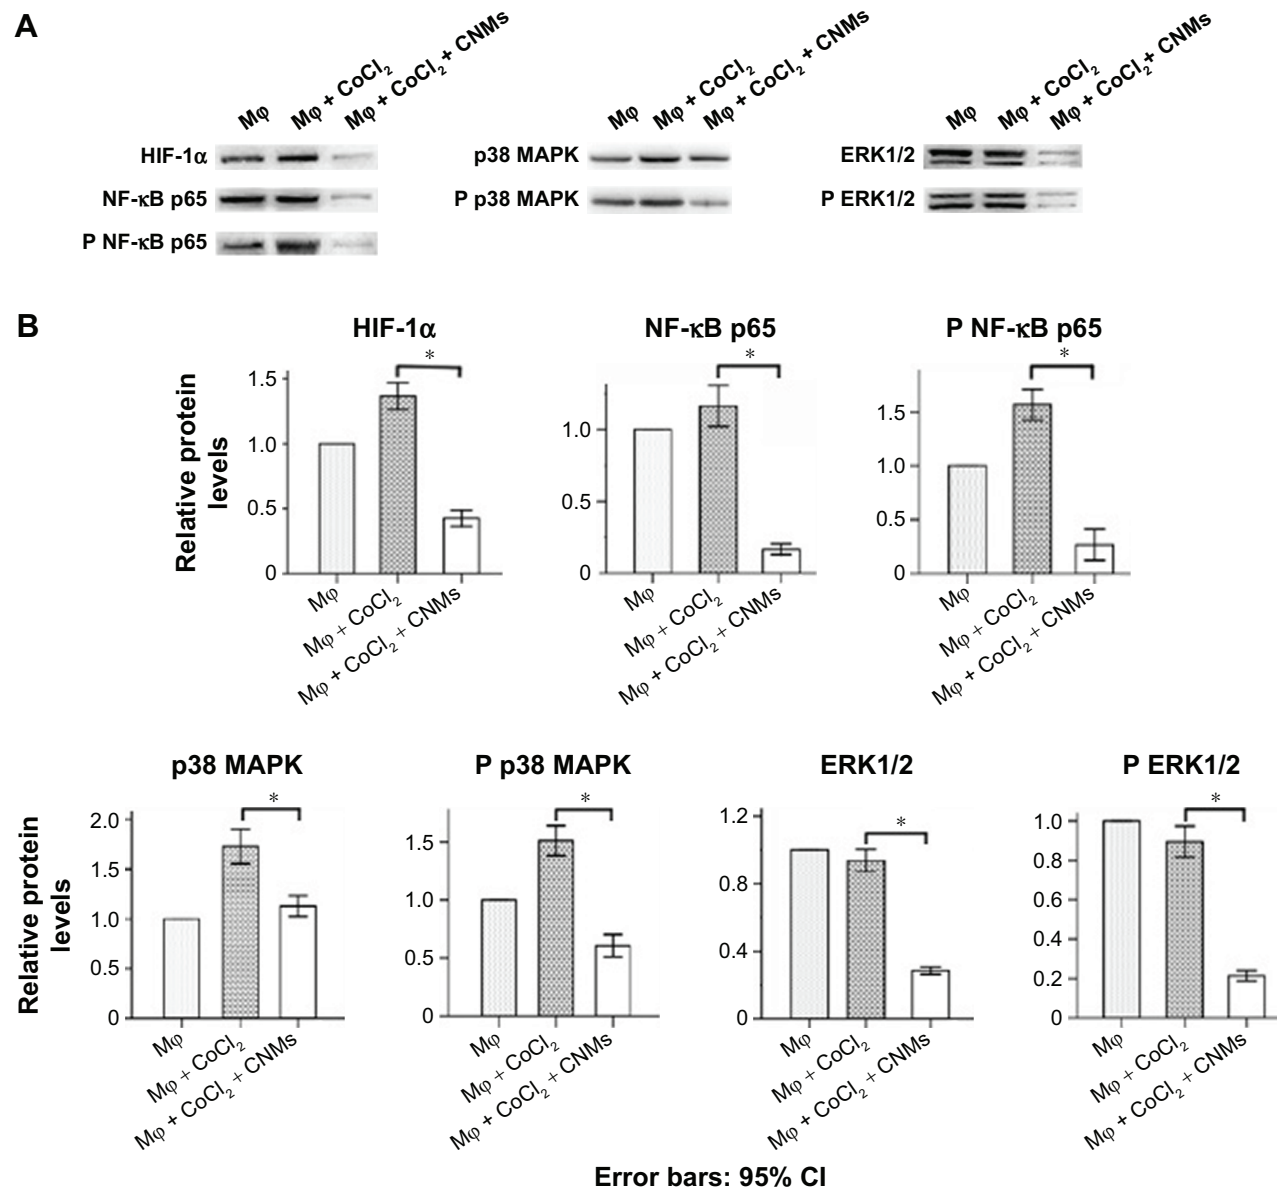 A
Mφ
Mφ + CoCl2
Mφ + CoCl2 + CNMs
HIF-1α
NF-κB p65
P NF-κB p65
Mφ
Mφ + CoCl2
Mφ + CoCl2 + CNMs
p38 MAPK
P p38 MAPK
Mφ
Mφ + CoCl2
Mφ + CoCl2 + CNMs
ERK1/2
P ERK1/2
B
Relative protein
levels
HIF-1α
*
1.5
1.0
0.5
0
Mφ
Mφ + CoCl2
Mφ + CoCl2 + CNMs
NF-κB p65
*
1.0
0.5
0
Mφ
Mφ + CoCl2
Mφ + CoCl2 + CNMs
P NF-κB p65
*
1.5
1.0
0.5
0
Mφ
Mφ + CoCl2
Mφ + CoCl2 + CNMs
Relative protein
levels
p38 MAPK
*
2.0
1.5
1.0
0.5
0
Mφ
Mφ + CoCl2
Mφ + CoCl2 + CNMs
P p38 MAPK
*
1.5
1.0
0.5
0
Mφ
Mφ + CoCl2
Mφ + CoCl2 + CNMs
ERK1/2
*
1.2
0.8
0.4
0
Mφ
Mφ + CoCl2
Mφ + CoCl2 + CNMs
P ERK1/2
*
1.0
0.8
0.6
0.4
0.2
0
Mφ
Mφ + CoCl2
Mφ + CoCl2 + CNMs
Error bars: 95% CI